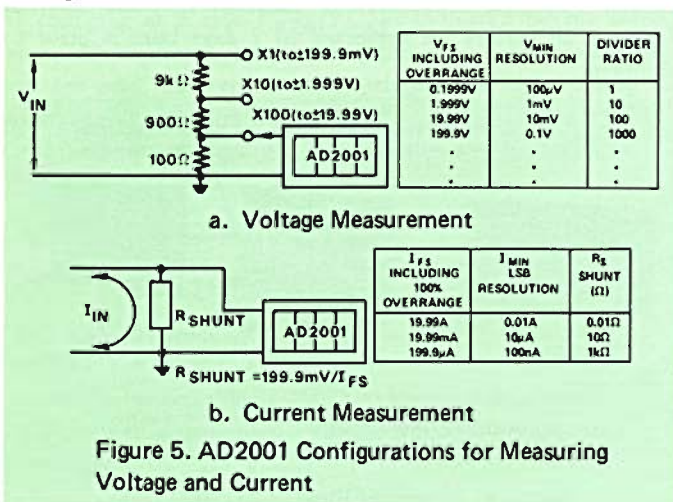 X1(to±199.9mV)
9kΩ
X10(to±1.999V)
VIN
X100(to±19.99V)
900Ω
100Ω
AD2001
VFS INCLUDING OVERRANGE VMIN RESOLUTION DIVIDER RATIO
0.1999V 100μV 1
1.999V 1mV 10
19.99V 10mV 100
199.9V 0.1V 1000
. . .
. . .
a. Voltage Measurement
IIN
RSHUNT
AD2001
RSHUNT =199.9mV/IFS
IFS INCLUDING 100% OVERRANGE IMIN LSB RESOLUTION RS SHUNT (Ω)
19.99A 0.01A 0.01Ω
19.99mA 10μA 10Ω
199.9μA 100nA 1kΩ
b. Current Measurement
Figure 5. AD2001 Configurations for Measuring
Voltage and Current